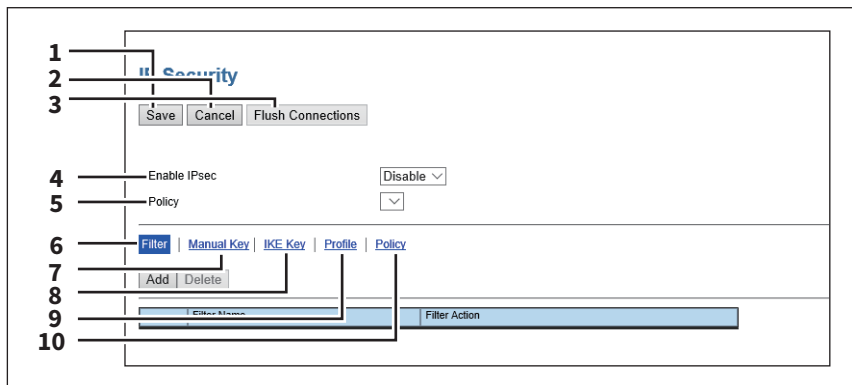 1
2
3
4
5
6
7
8
9
10
IP Security
Save Cancel Flush Connections
Enable IPsec Disable
Policy
Filter | Manual Key | IKE Key | Profile | Policy
Add | Delete
Filter Name Filter Action